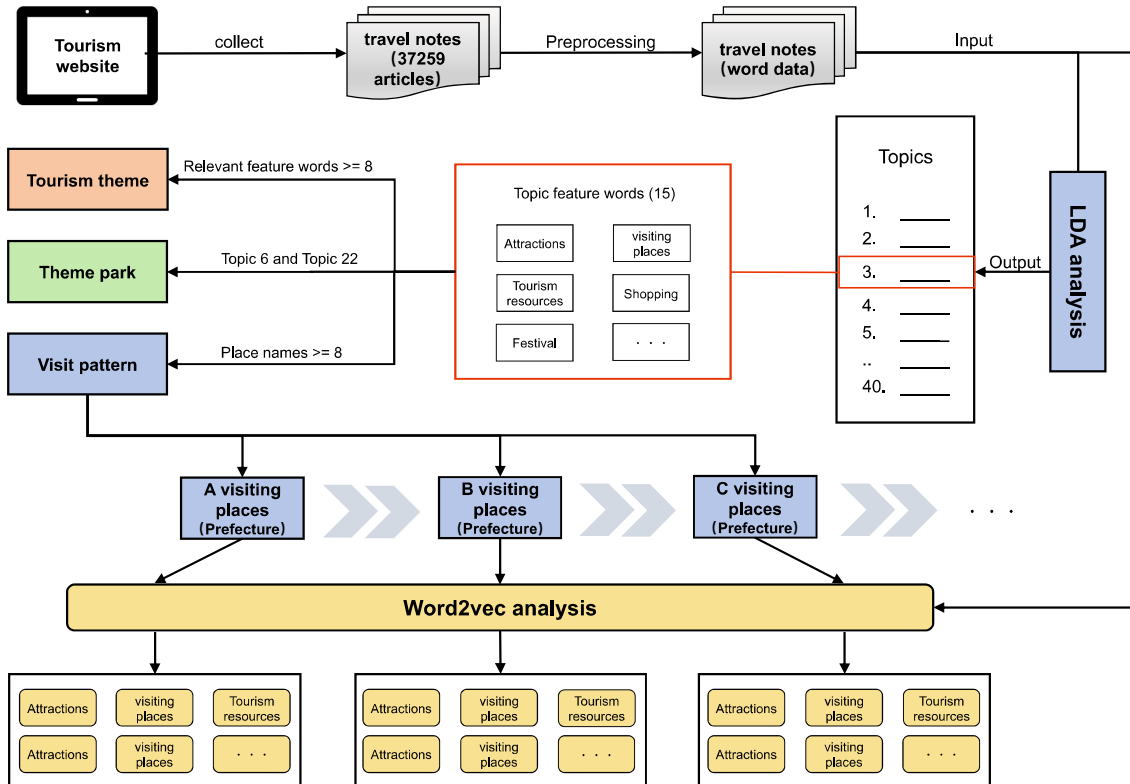 Tourism
website
collect
travel notes
(37259
articles)
Preprocessing
travel notes
(word data)
Input
Tourism theme
Relevant feature words >= 8
Theme park
Topic 6 and Topic 22
Visit pattern
Place names >= 8
Topic feature words (15)
Attractions
visiting
places
Tourism
resources
Shopping
Festival
· · ·
Topics
1.
2.
3.
4.
5.
..
40.
Output
LDA analysis
A visiting
places
(Prefecture)
B visiting
places
(Prefecture)
C visiting
places
(Prefecture)
· · ·
Word2vec analysis
Attractions
visiting
places
Tourism
resources
Attractions
visiting
places
· · ·
Attractions
visiting
places
Tourism
resources
Attractions
visiting
places
· · ·
Attractions
visiting
places
Tourism
resources
Attractions
visiting
places
· · ·